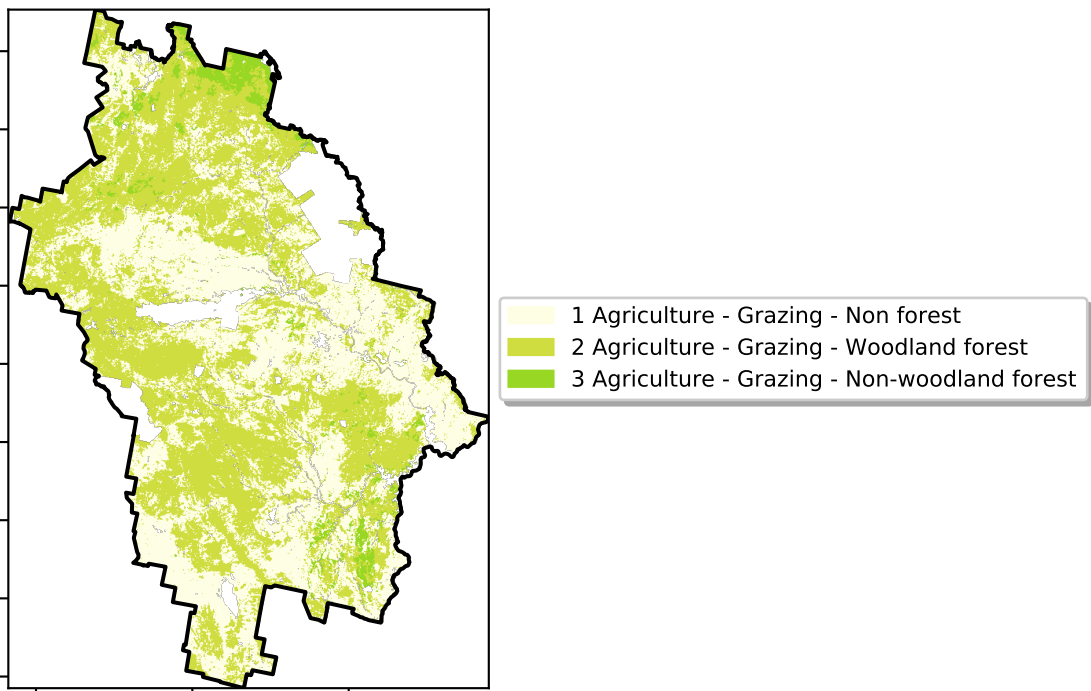 1 Agriculture - Grazing - Non forest
2 Agriculture - Grazing - Woodland forest
3 Agriculture - Grazing - Non-woodland forest